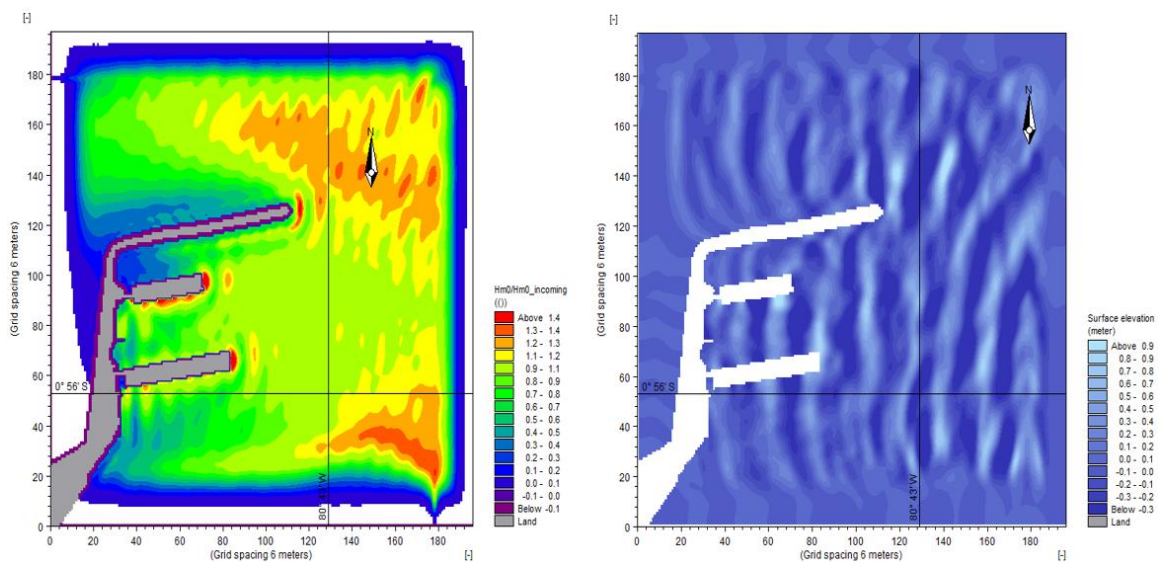 [-]
180
160
140
120
100
80
60
40
20
0
(Grid spacing 6 meters)
0° 56' S
80° 43' W
N
0 20 40 60 80 100 120 140 160 180
(Grid spacing 6 meters)
[-]
Hm0/Hm0_incoming
(())
Above 1.4
1.3 - 1.4
1.2 - 1.3
1.1 - 1.2
0.9 - 1.1
0.8 - 0.9
0.7 - 0.8
0.6 - 0.7
0.5 - 0.6
0.4 - 0.5
0.3 - 0.4
0.2 - 0.3
0.1 - 0.2
0.0 - 0.1
-0.1 - 0.0
Below -0.1
Land
[-]
180
160
140
120
100
80
60
40
20
0
(Grid spacing 6 meters)
0° 56' S
80° 43' W
N
0 20 40 60 80 100 120 140 160 180
(Grid spacing 6 meters)
[-]
Surface elevation
(meter)
Above 0.9
0.8 - 0.9
0.7 - 0.8
0.6 - 0.7
0.5 - 0.6
0.4 - 0.5
0.3 - 0.4
0.2 - 0.3
0.1 - 0.2
0.0 - 0.1
-0.1 - 0.0
-0.2 - -0.1
-0.3 - -0.2
Below -0.3
Land